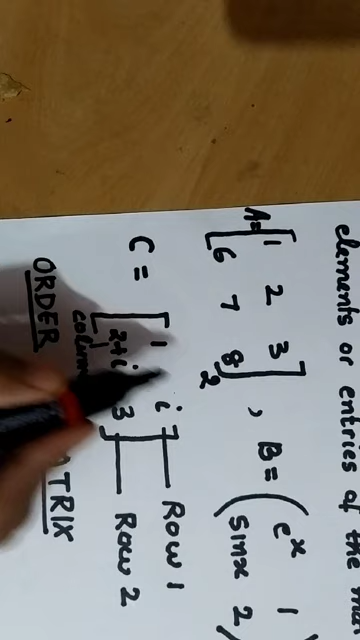 elements or entries of the
A = [ 1 2 3
6 7 8 ]2 , B = ( e^x 1
sinx 2 )
C = [ 1 i ] Row 1
2+i 3 Row 2
ORDER TRIX